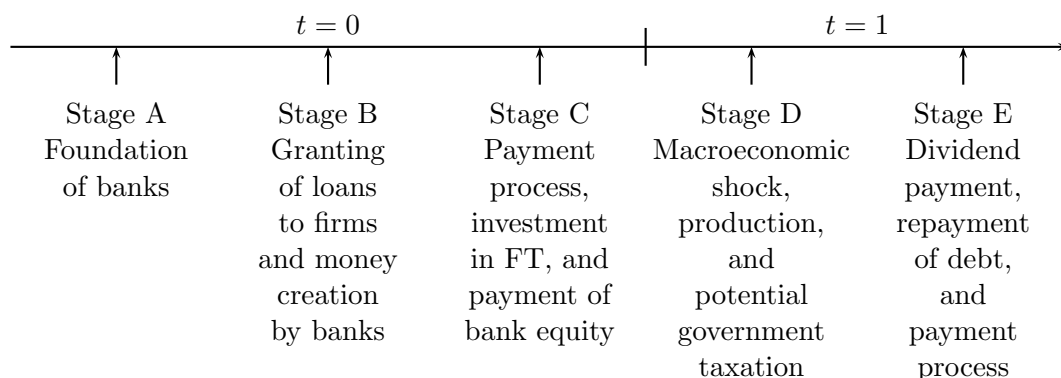 t = 0
t = 1
Stage A
Foundation
of banks
Stage B
Granting
of loans
to firms
and money
creation
by banks
Stage C
Payment
process,
investment
in FT, and
payment of
bank equity
Stage D
Macroeconomic
shock,
production,
and
potential
government
taxation
Stage E
Dividend
payment,
repayment
of debt,
and
payment
process